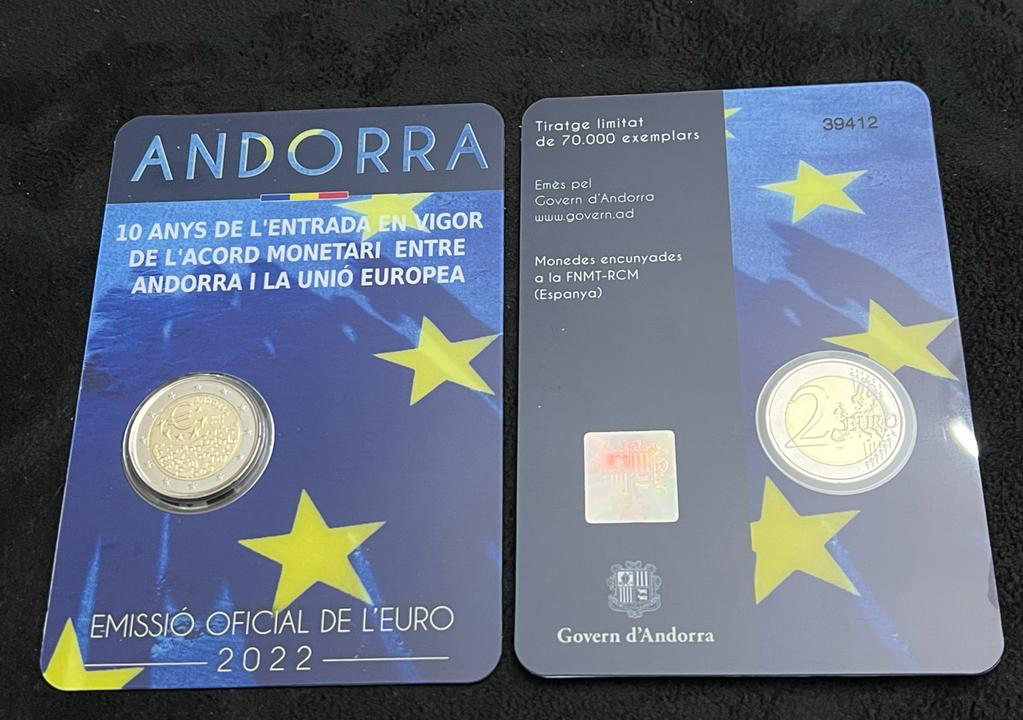 ANDORRA
10 ANYS DE L'ENTRADA EN VIGOR
DE L'ACORD MONETARI ENTRE
ANDORRA I LA UNIÓ EUROPEA
EMISSIÓ OFICIAL DE L'EURO
2022
Tiratge limitat
de 70.000 exemplars
39412
Emès pel
Govern d'Andorra
www.govern.ad
Monedes encunyades
a la FNMT-RCM
(Espanya)
2 EURO
Govern d'Andorra